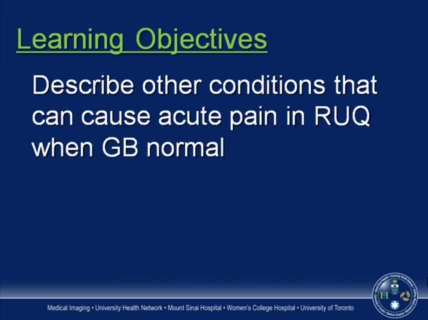 Learning Objectives
Describe other conditions that
can cause acute pain in RUQ
when GB normal
Medical Imaging • University Health Network • Mount Sinai Hospital • Women's College Hospital • University of Toronto